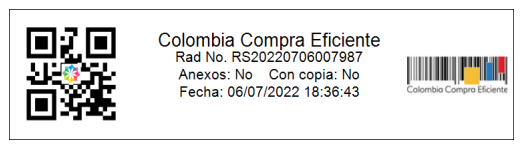 Colombia Compra Eficiente
Rad No. RS20220706007987
Anexos: No Con copia: No
Fecha: 06/07/2022 18:36:43
Colombia Compra Eficiente